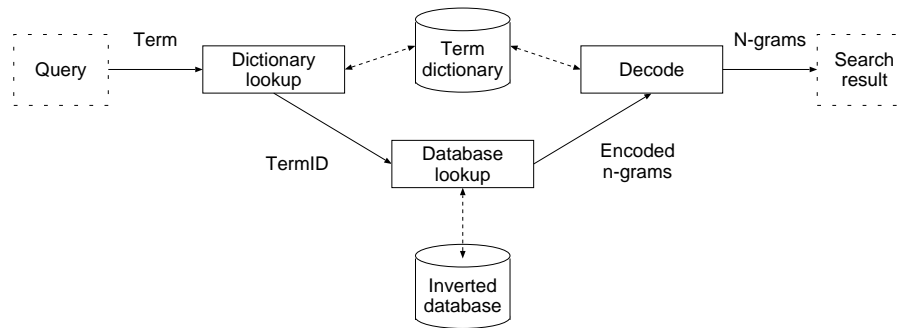 Query
Term
Dictionary
lookup
Term
dictionary
Decode
N-grams
Search
result
TermID
Database
lookup
Encoded
n-grams
Inverted
database